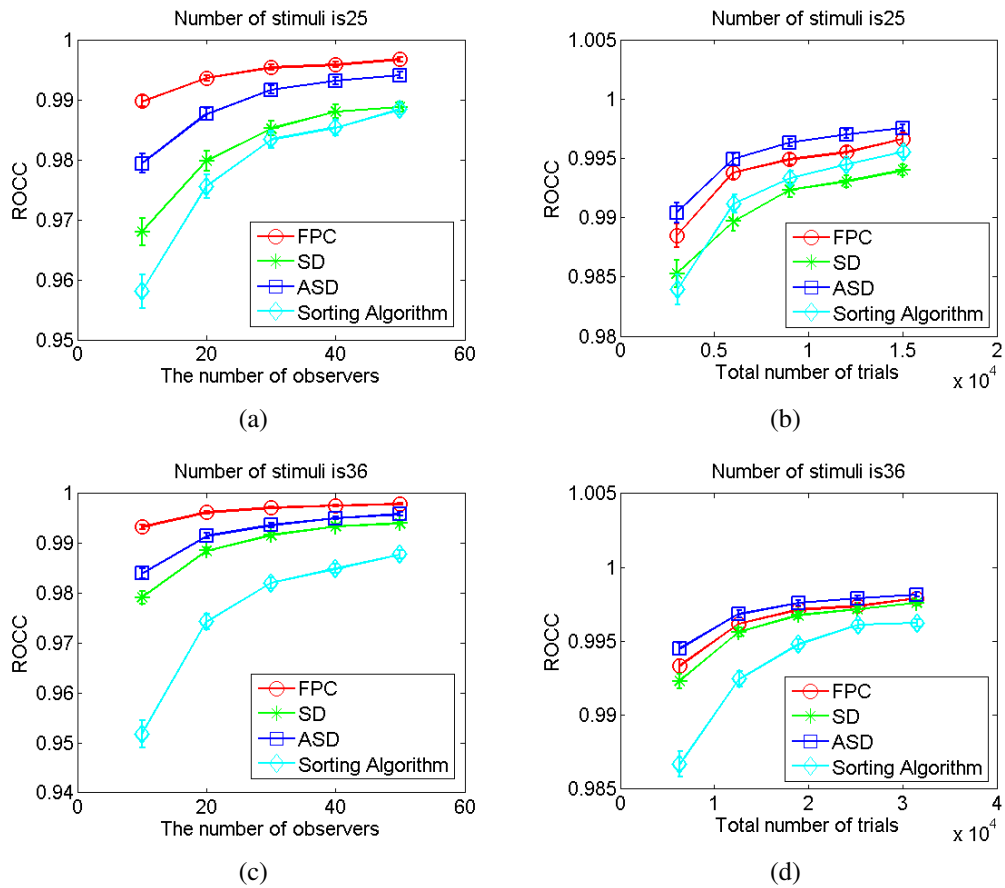 Number of stimuli is25
1
0.99
0.98
0.97
0.96
0.95
ROCC
FPC
SD
ASD
Sorting Algorithm
0
20
40
60
The number of observers
(a)
Number of stimuli is25
1.005
1
0.995
0.99
0.985
0.98
ROCC
FPC
SD
ASD
Sorting Algorithm
0
0.5
1
1.5
2
Total number of trials
x 10^4
(b)
Number of stimuli is36
1
0.99
0.98
0.97
0.96
0.95
0.94
ROCC
FPC
SD
ASD
Sorting Algorithm
0
20
40
60
The number of observers
(c)
Number of stimuli is36
1.005
1
0.995
0.99
0.985
ROCC
FPC
SD
ASD
Sorting Algorithm
0
1
2
3
4
Total number of trials
x 10^4
(d)